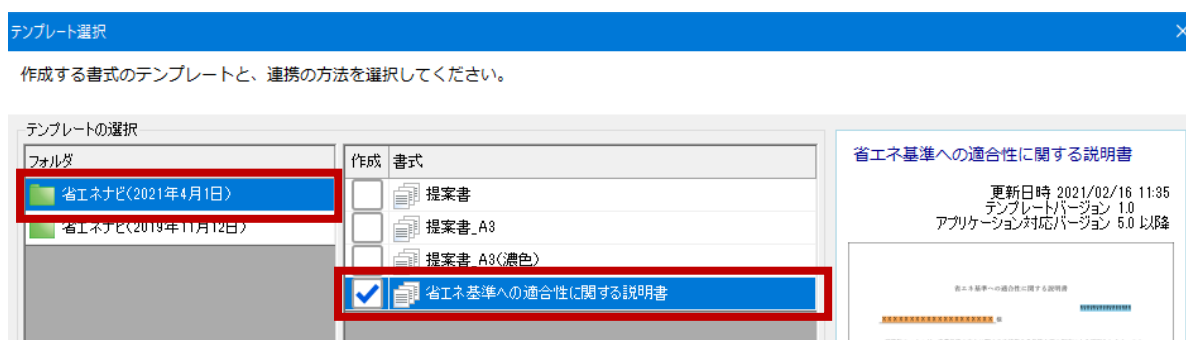 テンプレート選択
作成する書式のテンプレートと、連携の方法を選択してください。
テンプレートの選択
フォルダ
省エネナビ(2021年4月1日)
省エネナビ(2019年11月12日)
作成 書式
提案書
提案書_A3
提案書_A3(濃色)
省エネ基準への適合性に関する説明書
省エネ基準への適合性に関する説明書
更新日時 2021/02/16 11:35
テンプレートバージョン 1.0
アプリケーション対応バージョン 5.0 以降
省エネ基準への適合性に関する説明書